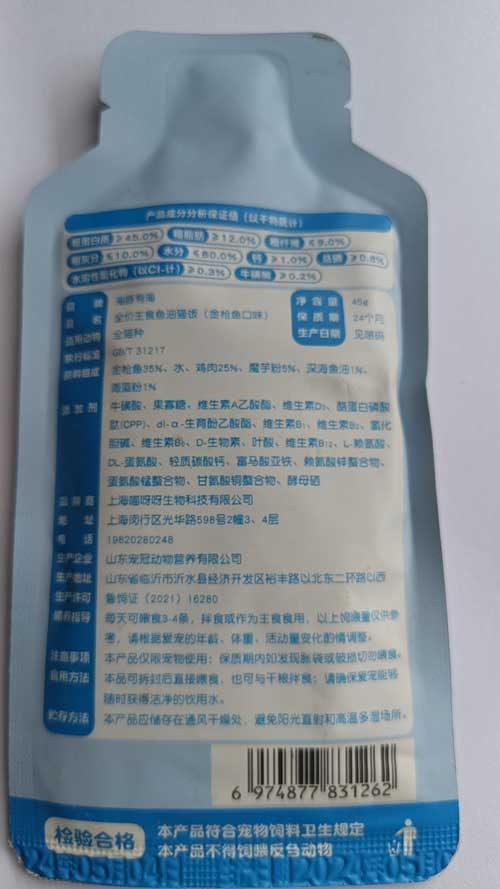 产品成分分析保证值（以干物质计）
粗蛋白质 ≥45.0% 粗脂肪 ≥12.0% 粗纤维 ≤9.0%
粗灰分 ≤10.0% 水分 ≤80.0% 钙 ≥1.0% 总磷 ≥0.8%
水溶性氯化物（以Cl-计）≥0.3% 牛磺酸 ≥0.2%
海豚有海 净含量 45g
品名 全价主食鱼油猫饭（金枪鱼口味） 保质期 24个月
适用动物 全猫种 生产日期 见喷码
执行标准 GB/T 31217
原料组成 金枪鱼35%、水、鸡肉25%、魔芋粉5%、深海鱼油1%、
海藻粉1%
添加剂 牛磺酸、果寡糖、维生素A乙酸酯、维生素D₃、酪蛋白磷酸
肽(CPP)、dl-α-生育酚乙酸酯、维生素B₁、维生素B₂、氯化
胆碱、维生素B₆、D-生物素、叶酸、维生素B₁₂、L-赖氨酸、
DL-蛋氨酸、轻质碳酸钙、富马酸亚铁、赖氨酸锌螯合物、
蛋氨酸锰螯合物、甘氨酸铜螯合物、酵母硒
上海喵呀呀生物科技有限公司
地址 上海闵行区光华路598号2幢3、4层
电话 19820280248
生产企业 山东宠冠动物营养有限公司
生产地址 山东省临沂市沂水县经济开发区裕丰路以北东二环路以西
生产许可 鲁饲证（2021）16280
喂养指导 每天可喂食3-4条，拌食或作为主食食用，以上饲喂量仅供参
考，请根据爱宠的年龄、体重、活动量变化酌情调整。
注意事项 本产品仅限宠物使用；保质期内如发现胀袋或破损切勿喂食。
食用方法 本品可拆封后直接喂食，也可与干粮拌食；请确保爱宠能够
随时获得洁净的饮用水。
贮存方法 本产品应储存在通风干燥处，避免阳光直射和高温多湿场所。
6 974877 831262
检验合格 本产品符合宠物饲料卫生规定
本产品不得饲喂反刍动物